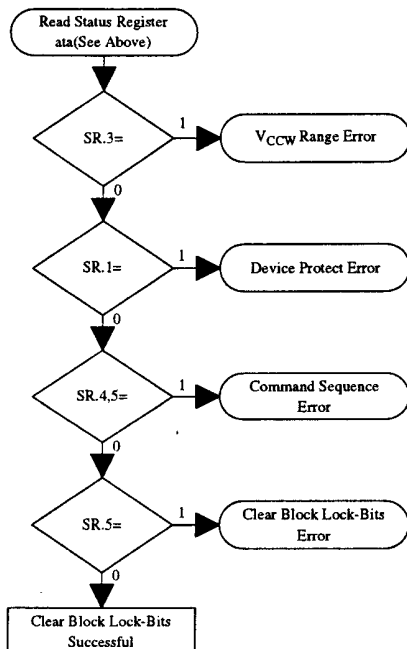 Read Status Register
ata(See Above)
SR.3=
1
V_CCW Range Error
0
SR.1=
1
Device Protect Error
0
SR.4,5=
1
Command Sequence
Error
0
SR.5=
1
Clear Block Lock-Bits
Error
0
Clear Block Lock-Bits
Successful